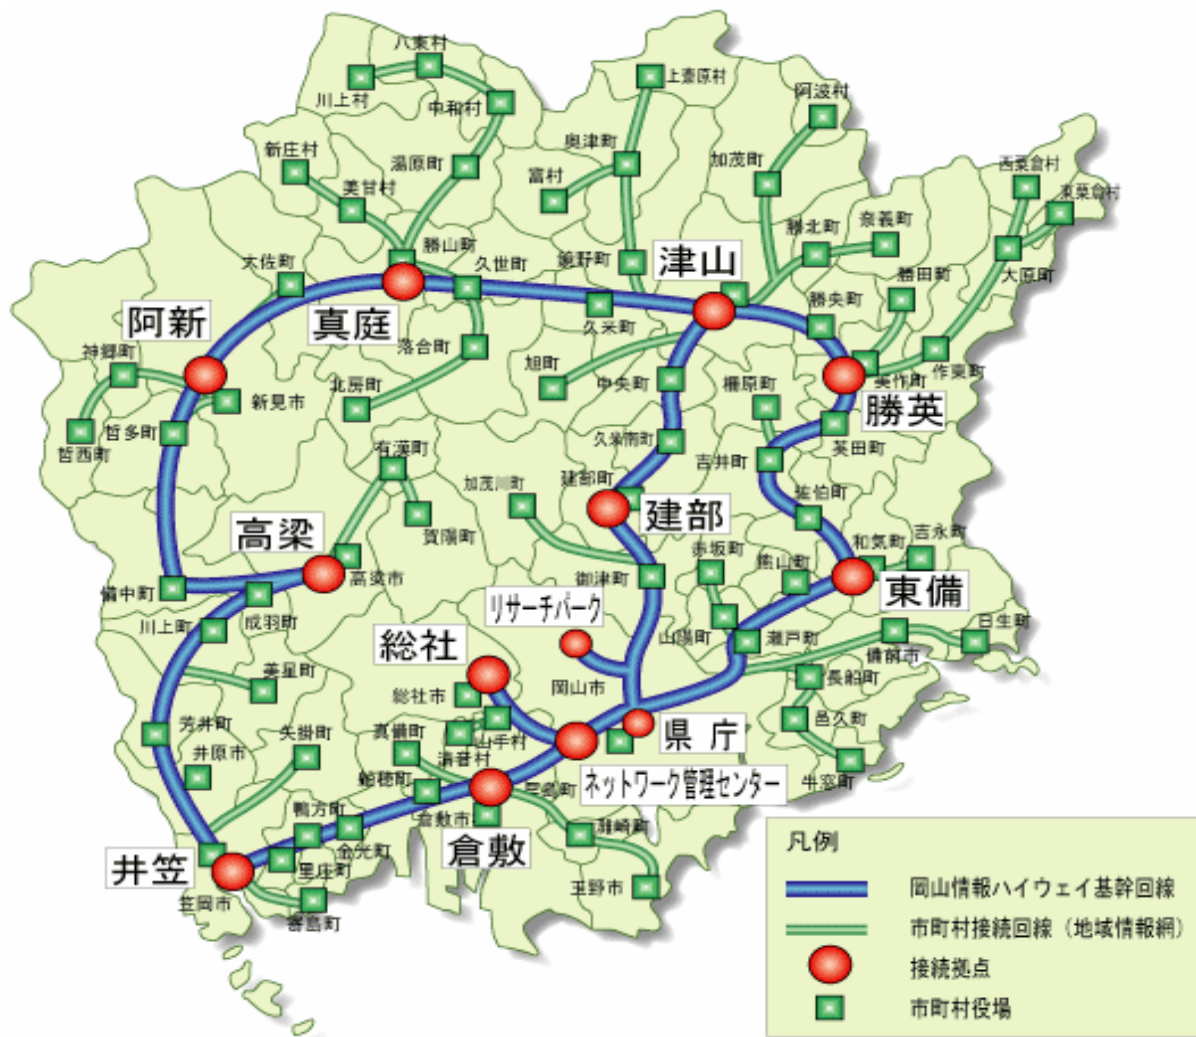 八束村
川上村
中和村
上斎原村
阿波村
新庄村
湯原町
奥津町
加茂町
西粟倉村
東粟倉村
美甘村
富村
奈義町
勝北町
勝山町
久世町
鏡野町
津山
大原町
大佐町
勝田町
真庭
久米町
勝央町
阿新
落合町
旭町
中央町
柵原町
美作町
作東町
神郷町
北房町
勝英
新見市
哲多町
哲西町
有漢町
久米南町
英田町
吉井町
加茂川町
建部町
佐伯町
建部
高梁
賀陽町
赤坂町
熊山町
和気町
吉永町
高梁市
備中町
御津町
東備
リサーチパーク
川上町
成羽町
総社
山陽町
瀬戸町
日生町
備前市
美星町
総社市
岡山市
長船町
芳井町
矢掛町
真備町
山手村
清音村
県庁
邑久町
井原市
船穂町
早島町
ネットワーク管理センター
牛窓町
鴨方町
倉敷市
灘崎町
金光町
倉敷
井笠
里庄町
玉野市
笠岡市
寄島町
凡例
岡山情報ハイウェイ基幹回線
市町村接続回線（地域情報網）
接続拠点
市町村役場